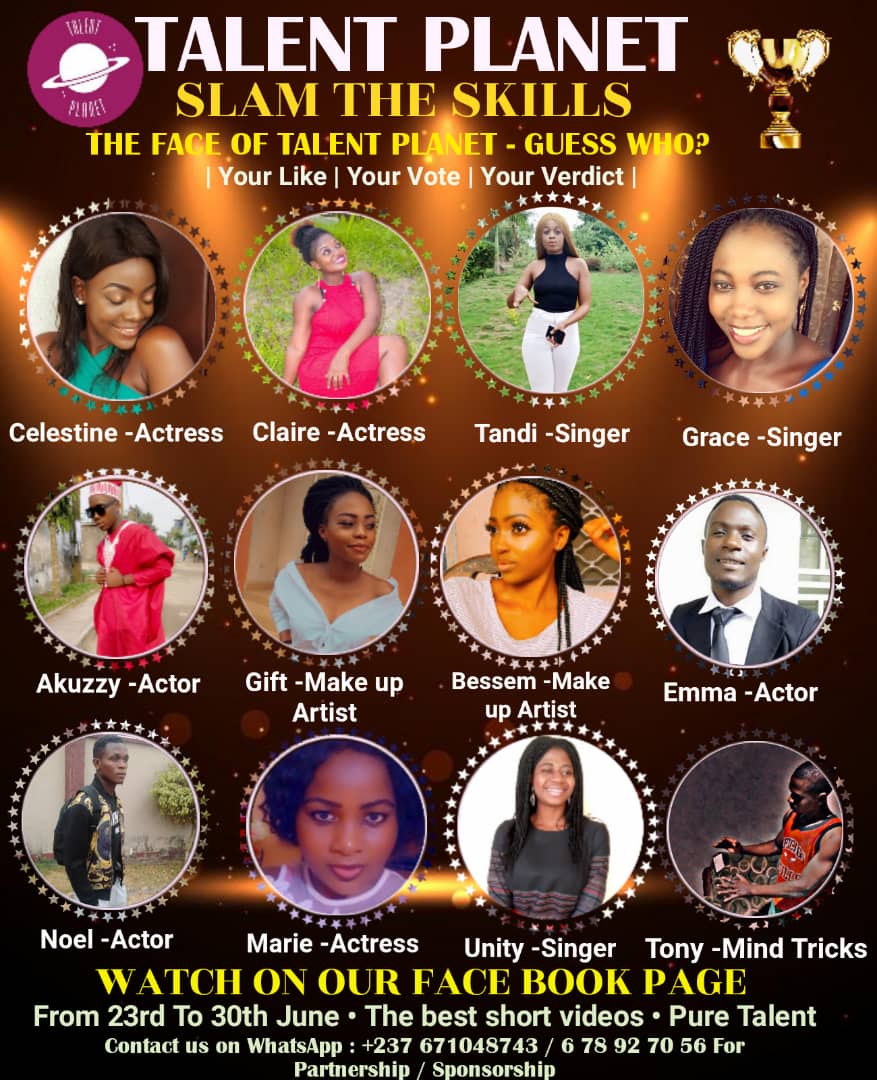 TALENT
PLANET
TALENT PLANET
SLAM THE SKILLS
THE FACE OF TALENT PLANET - GUESS WHO?
| Your Like | Your Vote | Your Verdict |
Celestine -Actress
Claire -Actress
Tandi -Singer
Grace -Singer
Akuzzy -Actor
Gift -Make up
Artist
Bessem -Make
up Artist
Emma -Actor
Noel -Actor
Marie -Actress
Unity -Singer
Tony -Mind Tricks
WATCH ON OUR FACE BOOK PAGE
From 23rd To 30th June • The best short videos • Pure Talent
Contact us on WhatsApp : +237 671048743 / 6 78 92 70 56 For
Partnership / Sponsorship